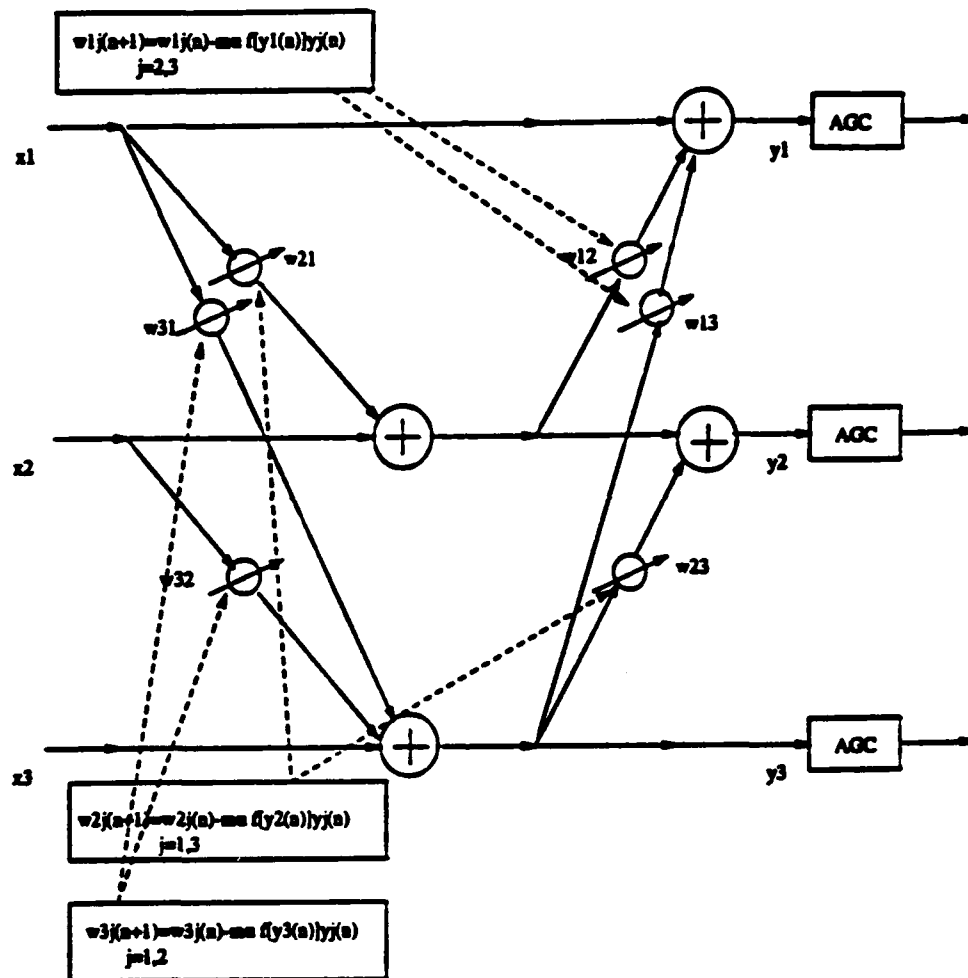 w1j(n+1)=w1j(n)-mu f[y1(n)]yj(n)
j=2,3
x1
y1
AGC
w21
w12
w31
w13
x2
y2
AGC
w32
w23
x3
y3
AGC
w2j(n+1)=w2j(n)-mu f[y2(n)]yj(n)
j=1,3
w3j(n+1)=w3j(n)-mu f[y3(n)]yj(n)
j=1,2